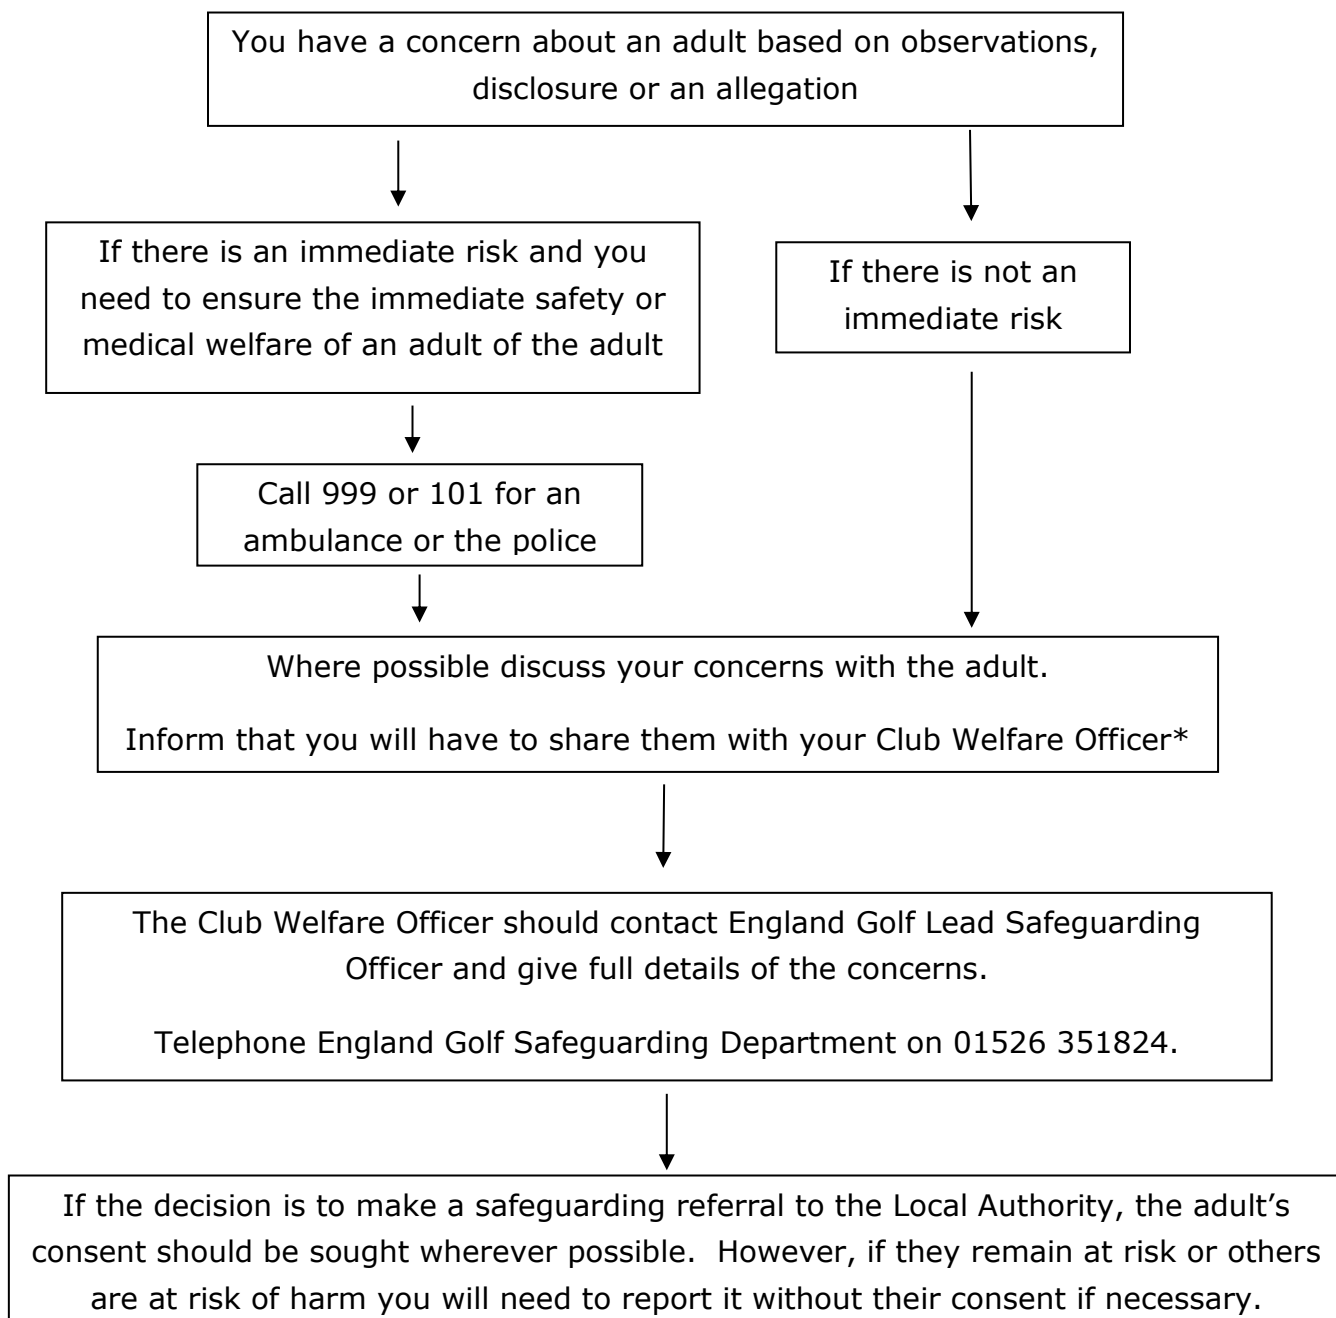 You have a concern about an adult based on observations,
disclosure or an allegation
If there is an immediate risk and you
need to ensure the immediate safety or
medical welfare of an adult of the adult
If there is not an
immediate risk
Call 999 or 101 for an
ambulance or the police
Where possible discuss your concerns with the adult.
Inform that you will have to share them with your Club Welfare Officer*
The Club Welfare Officer should contact England Golf Lead Safeguarding
Officer and give full details of the concerns.
Telephone England Golf Safeguarding Department on 01526 351824.
If the decision is to make a safeguarding referral to the Local Authority, the adult’s
consent should be sought wherever possible.  However, if they remain at risk or others
are at risk of harm you will need to report it without their consent if necessary.